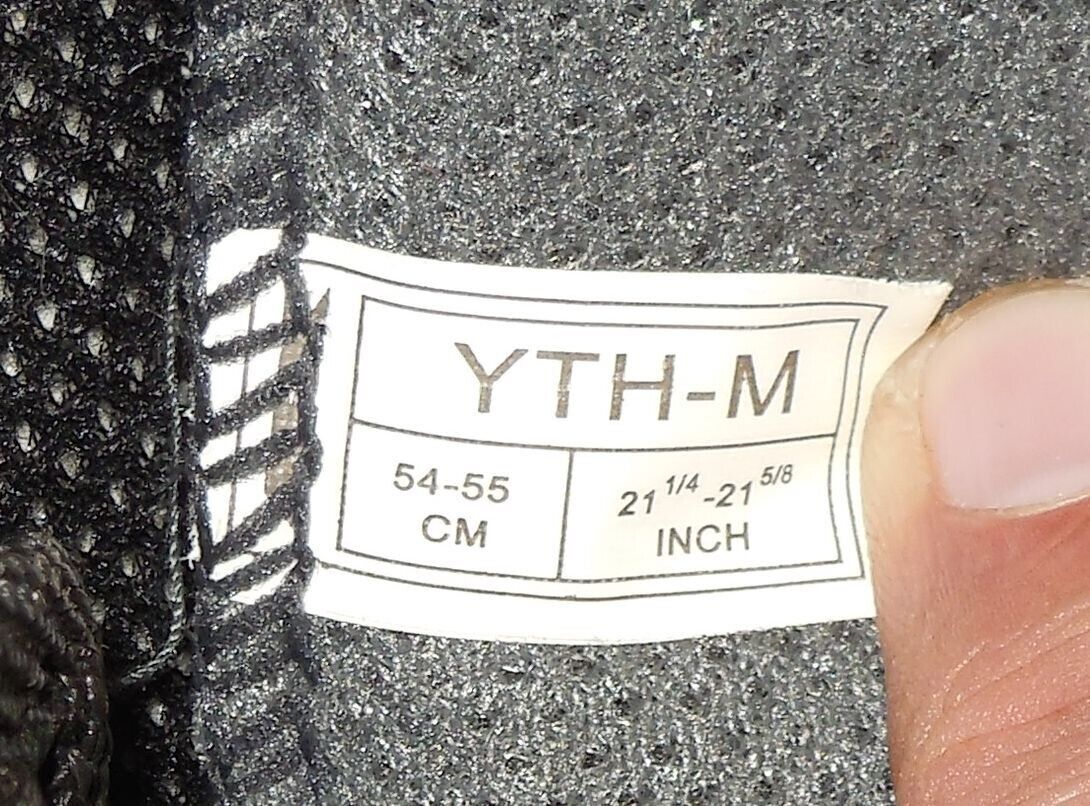 YTH-M
54-55
CM
21 1/4-21 5/8
INCH